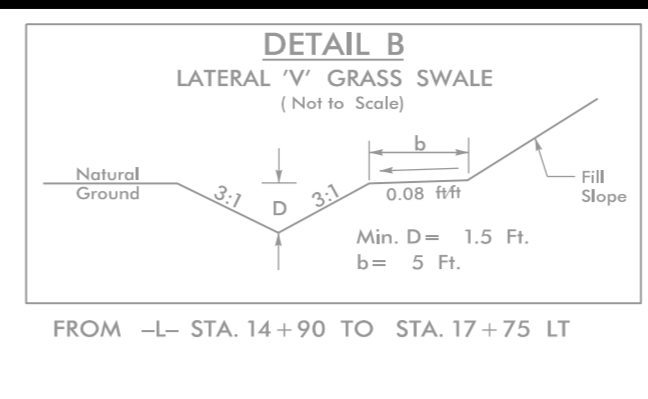 DETAIL B
LATERAL 'V' GRASS SWALE
( Not to Scale)
b
Natural
Ground
3:1
D
3:1
0.08 ft/ft
Fill
Slope
Min. D= 1.5 Ft.
b= 5 Ft.
FROM –L– STA. 14+90 TO STA. 17+75 LT